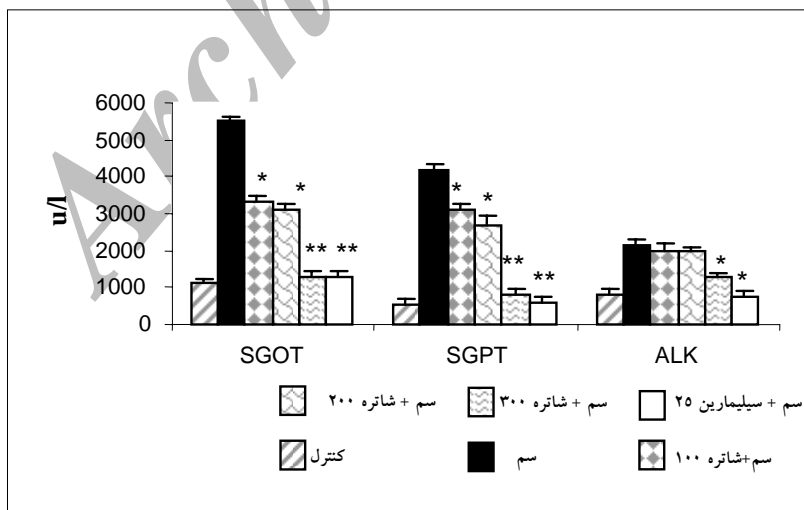 Arch
6000
5000
4000
3000
2000
1000
0
u/l
* * ** **
* * ** **
* *
SGOT SGPT ALK
سم + شاتره ۲۰۰ سم + شاتره ۳۰۰ سم + سیلیمارین ۲۵
کنترل سم سم+شاتره ۱۰۰